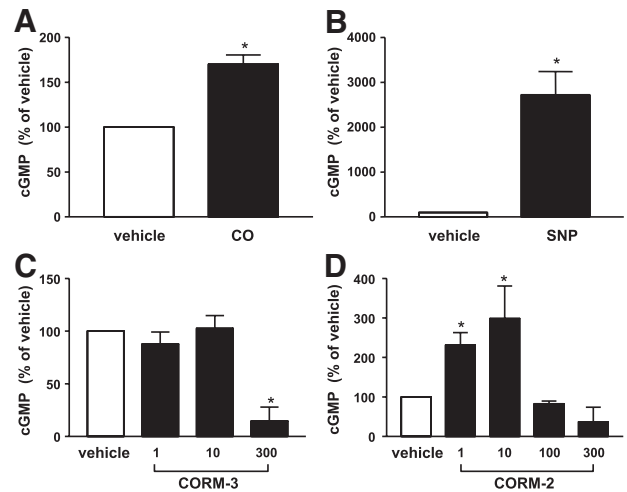 A
cGMP (% of vehicle)
200
150
100
50
0
*
vehicle CO
B
cGMP (% of vehicle)
4000
3000
2000
1000
0
*
vehicle SNP
C
cGMP (% of vehicle)
150
100
50
0
*
vehicle 1 10 300
CORM-3
D
cGMP (% of vehicle)
400
300
200
100
0
*
*
vehicle 1 10 100 300
CORM-2